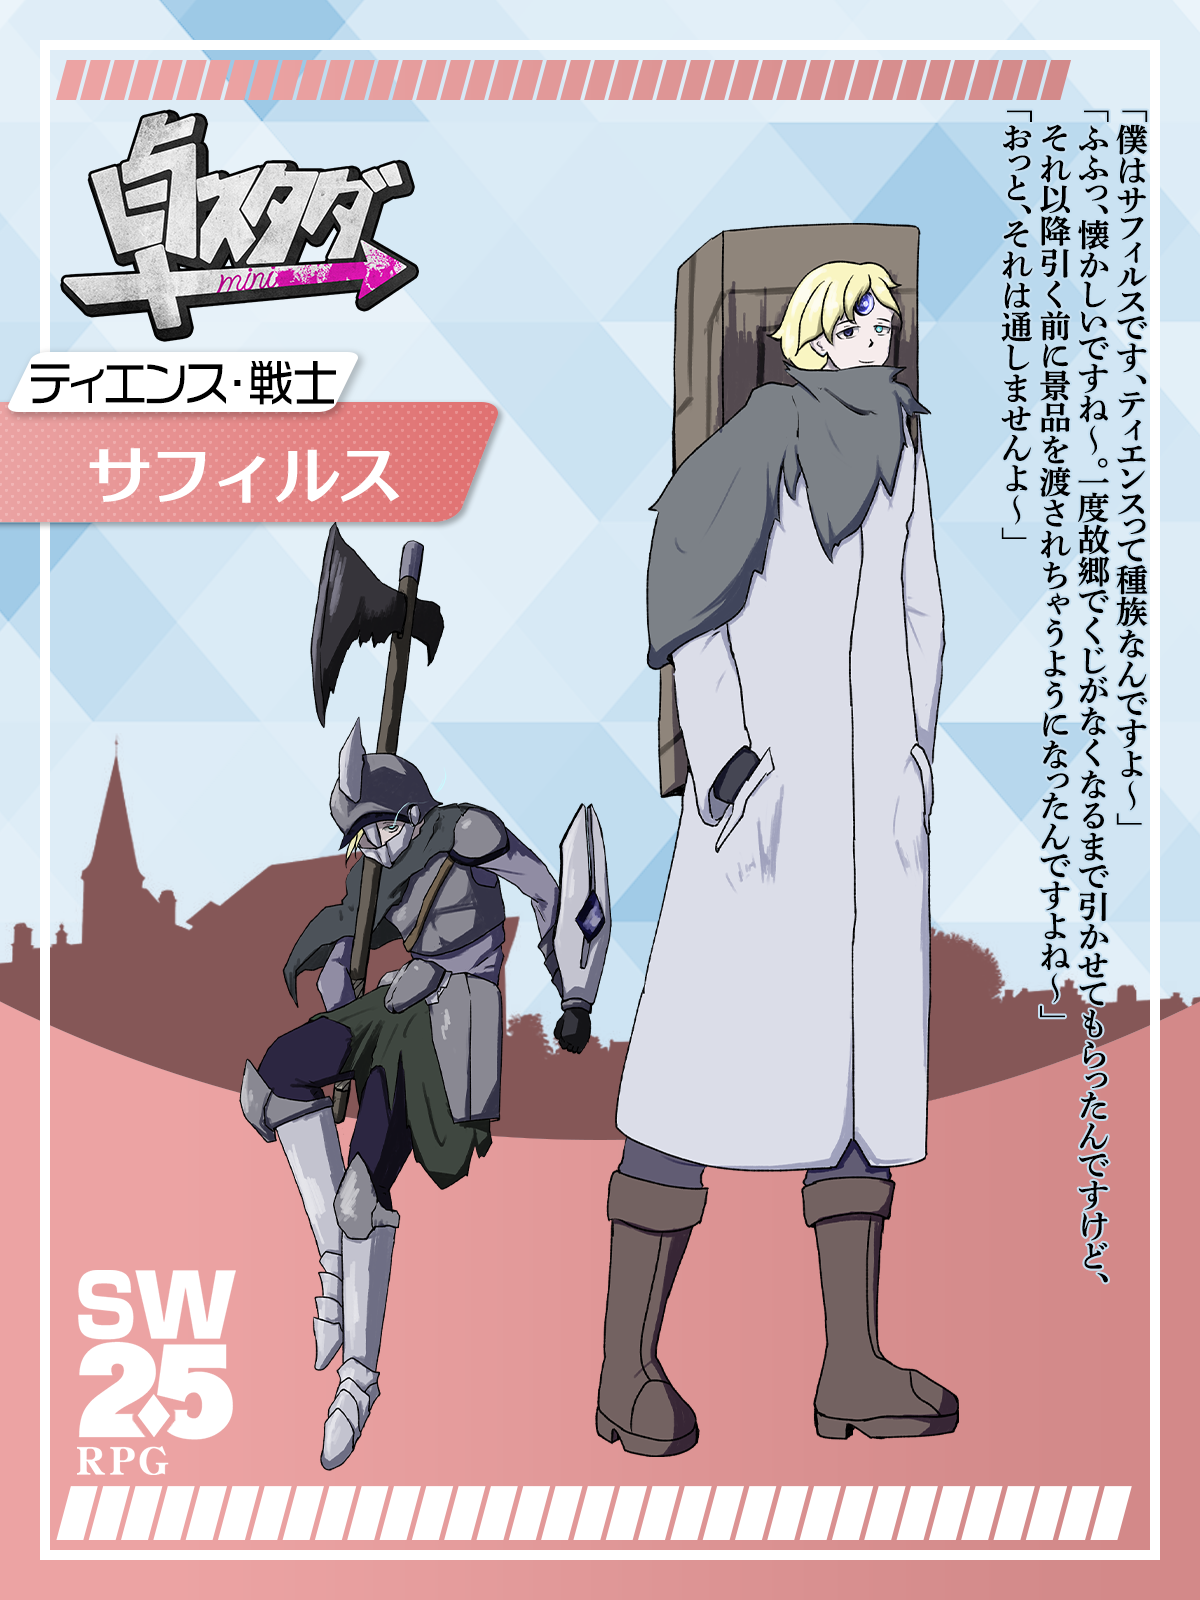 卓スタダ
mini
ティエンス・戦士
サフィルス
「僕はサフィルスです、ティエンスって種族なんですよ～」
「ふふっ、懐かしいですね～。一度故郷でくじがなくなるまで引かせてもらったんですけど、
それ以降引く前に景品を渡されちゃうようになったんですよね～」
「おっと、それは通しませんよ～」
SW
2.5
RPG